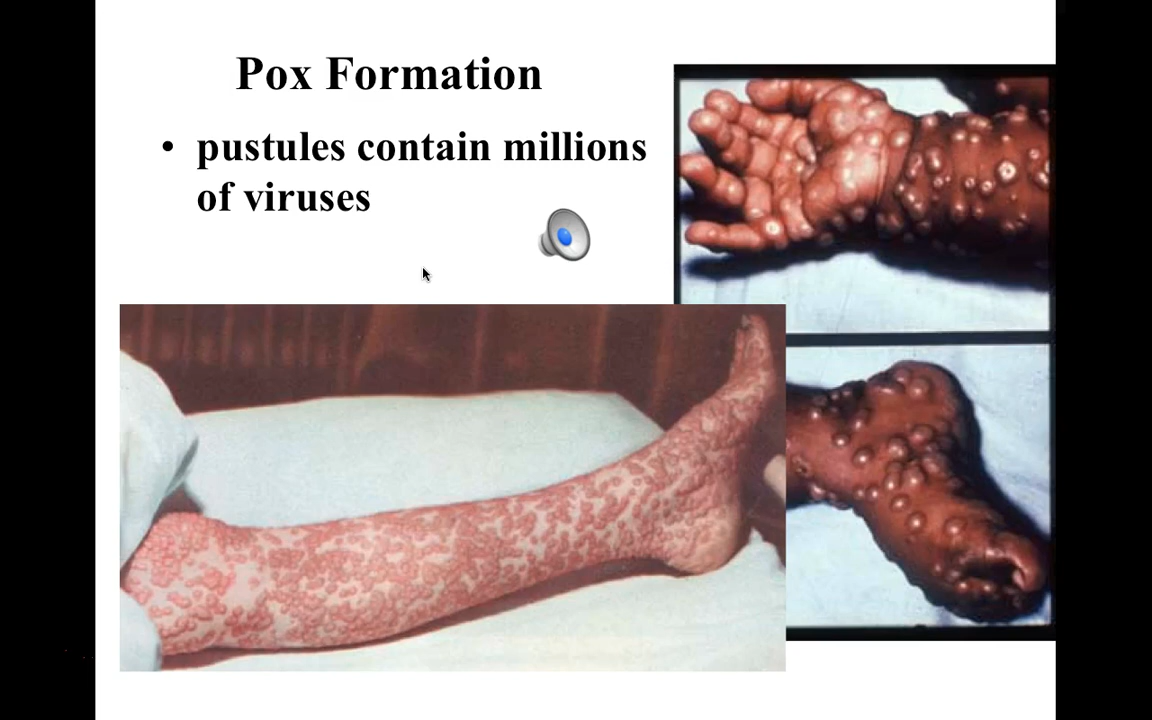 Pox Formation
• pustules contain millions
of viruses